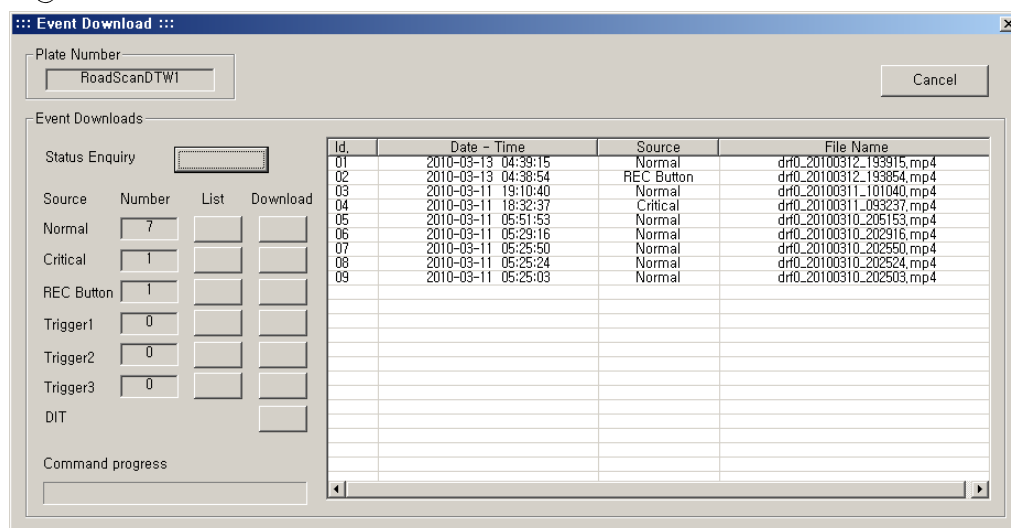 ::: Event Download :::
Plate Number
RoadScanDTW1
Cancel
Event Downloads
Status Enquiry
Source Number List Download
Normal 7
Critical 1
REC Button 1
Trigger1 0
Trigger2 0
Trigger3 0
DIT
Command progress
Id, Date - Time Source File Name
01 2010-03-13 04:39:15 Normal drf0_20100312_193915,mp4
02 2010-03-13 04:38:54 REC Button drf0_20100312_193854,mp4
03 2010-03-11 19:10:40 Normal drf0_20100311_101040,mp4
04 2010-03-11 18:32:37 Critical drf0_20100311_093237,mp4
05 2010-03-11 05:51:53 Normal drf0_20100310_205153,mp4
06 2010-03-11 05:29:16 Normal drf0_20100310_202916,mp4
07 2010-03-11 05:25:50 Normal drf0_20100310_202550,mp4
08 2010-03-11 05:25:24 Normal drf0_20100310_202524,mp4
09 2010-03-11 05:25:03 Normal drf0_20100310_202503,mp4